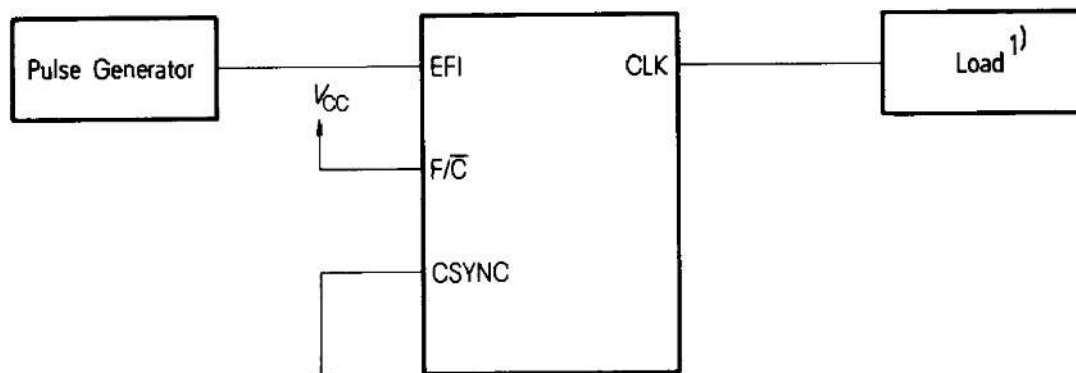 Pulse Generator
EFI
CLK
Load 1)
VCC
F/C̅
CSYNC